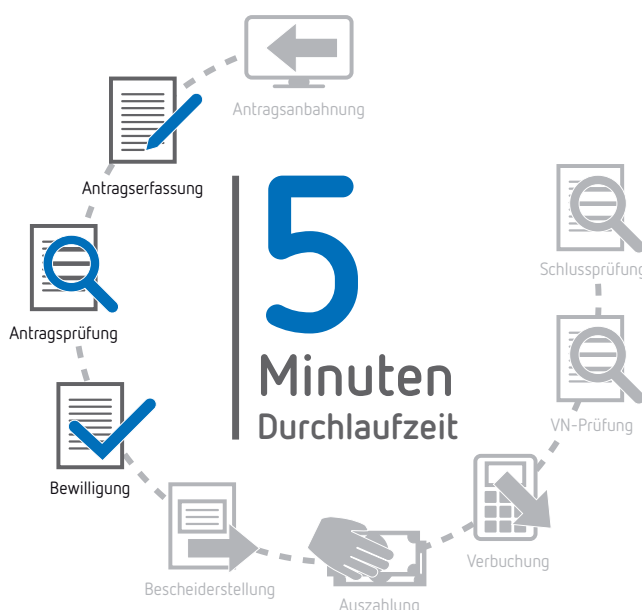 Antragsanbahnung
Antragserfassung
Antragsprüfung
Bewilligung
Bescheiderstellung
Auszahlung
Verbuchung
VN-Prüfung
Schlussprüfung
5
Minuten
Durchlaufzeit